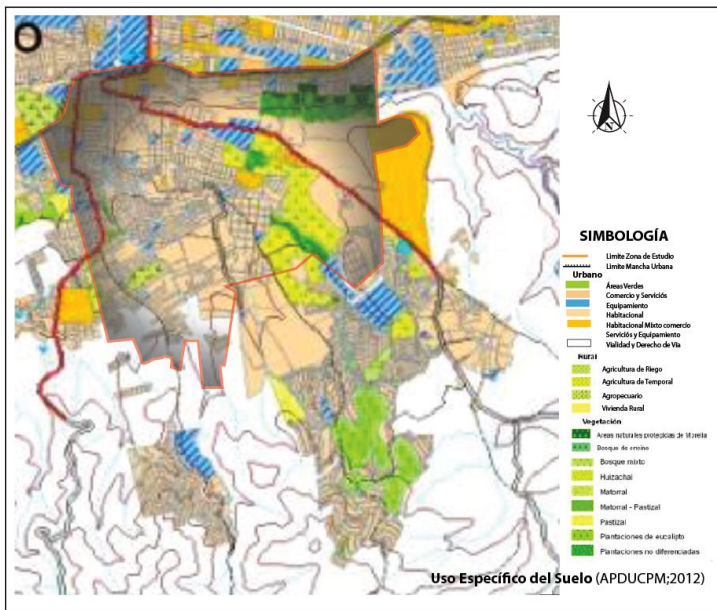 O
N
SIMBOLOGÍA
Limite Zona de Estudio
Limite Mancha Urbana
Urbano
Áreas Verdes
Comercio y Serviciós
Equipamiento
Habitacional
Habitacional Mixto comercio
Serviciós y Equipamiento
Vialidad y Derecho de Vía
Rural
Agricultura de Riego
Agricultura de Temporal
Agropecuario
Vivienda Rural
Vegetación
Áreas naturales protegidas de Morelia
Bosque de encino
Bosque mixto
Huizachal
Matorral
Matorral - Pastizal
Pastizal
Plantaciones de eucalipto
Plantaciones no diferenciadas
Uso Específico del Suelo (APDUCPM;2012)